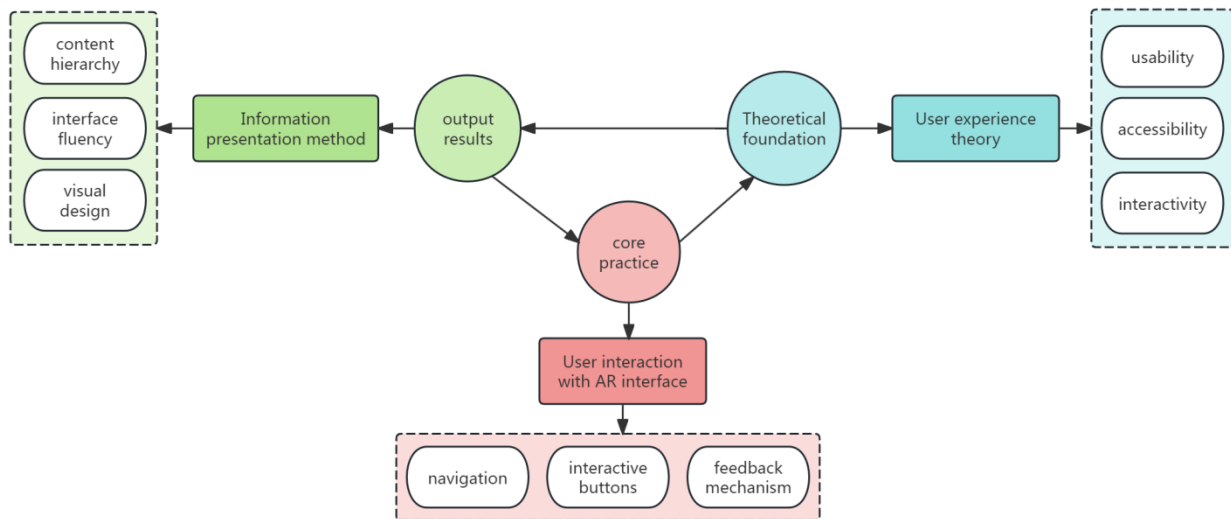 content
hierarchy
interface
fluency
visual
design
Information
presentation method
output
results
Theoretical
foundation
User experience
theory
usability
accessibility
interactivity
core
practice
User interaction
with AR interface
navigation
interactive
buttons
feedback
mechanism